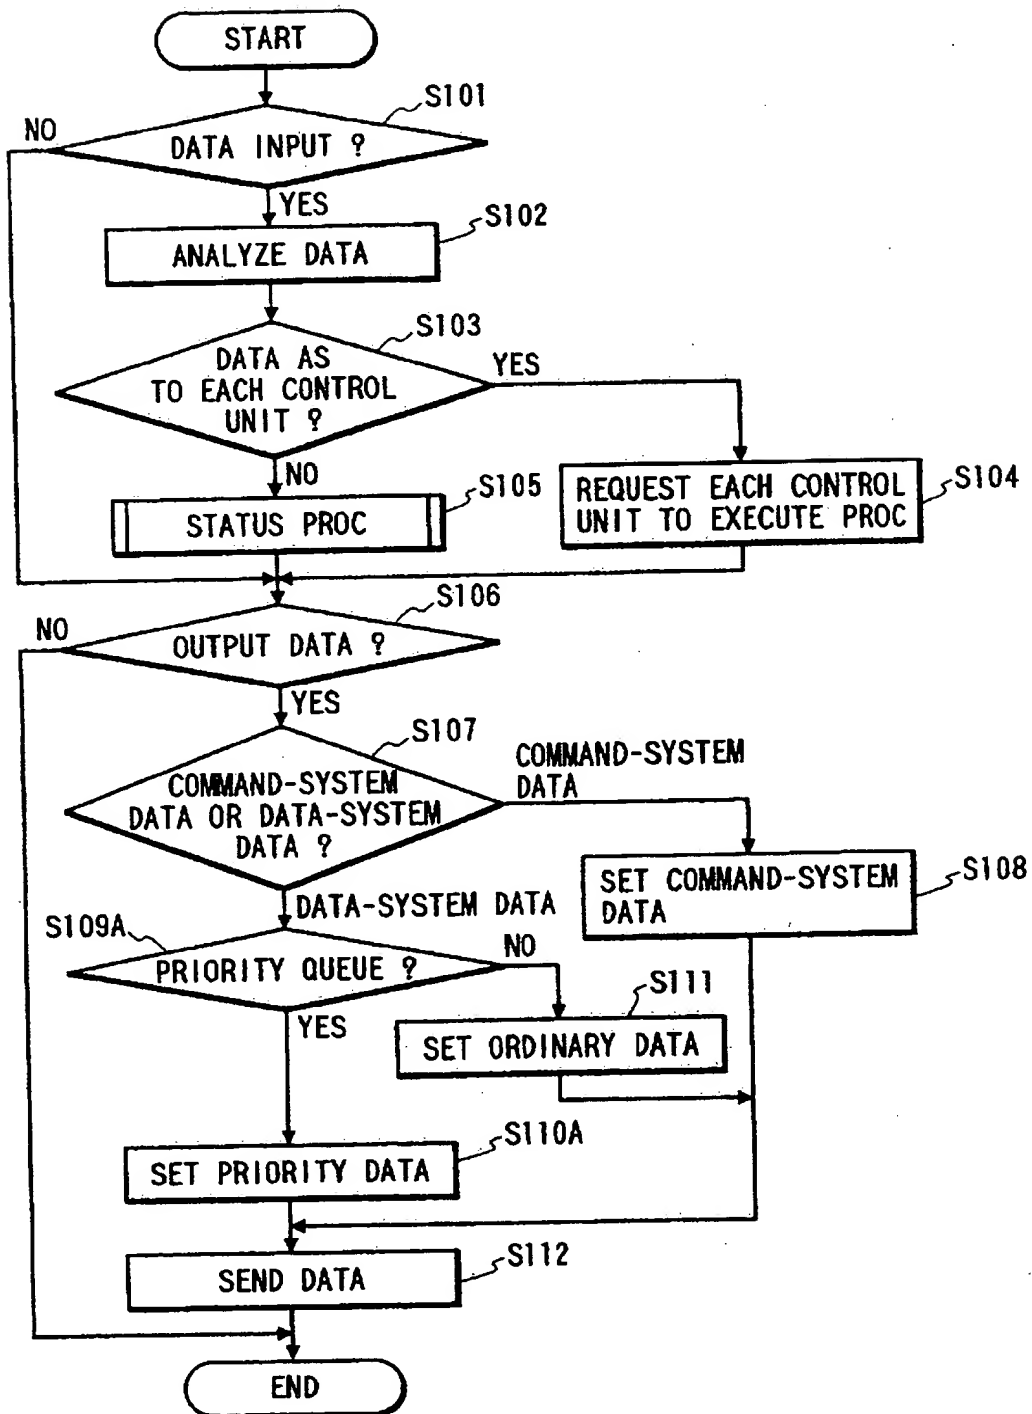 START
S101
NO
DATA INPUT ?
YES
S102
ANALYZE DATA
S103
DATA AS
TO EACH CONTROL
UNIT ?
YES
NO
S105
STATUS PROC
REQUEST EACH CONTROL
UNIT TO EXECUTE PROC
S104
S106
NO
OUTPUT DATA ?
YES
S107
COMMAND-SYSTEM
DATA OR DATA-SYSTEM
DATA ?
COMMAND-SYSTEM
DATA
SET COMMAND-SYSTEM
DATA
S108
DATA-SYSTEM DATA
S109A
PRIORITY QUEUE ?
NO
S111
YES
SET ORDINARY DATA
S110A
SET PRIORITY DATA
S112
SEND DATA
END